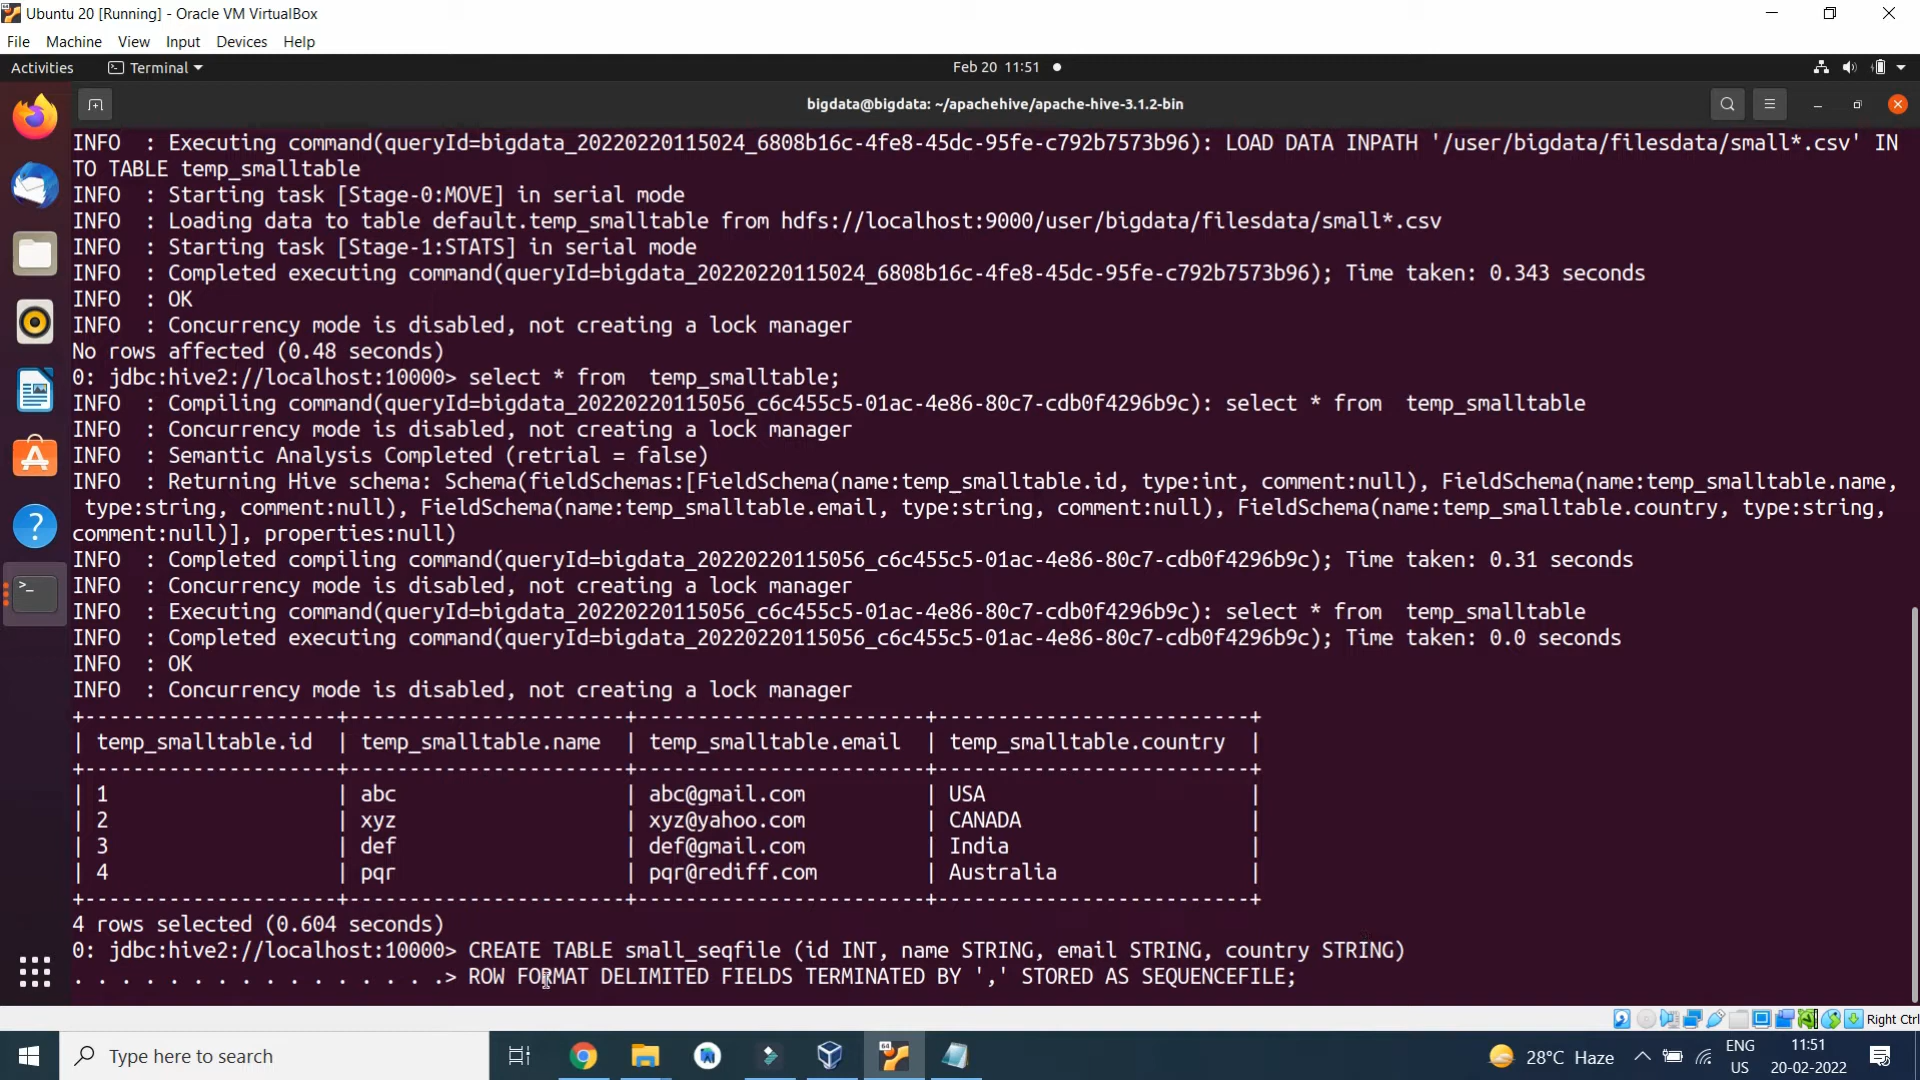 Ubuntu 20 [Running] - Oracle VM VirtualBox
File Machine View Input Devices Help
Activities Terminal Feb 20 11:51
bigdata@bigdata: ~/apachehive/apache-hive-3.1.2-bin
INFO  : Executing command(queryId=bigdata_20220220115024_6808b16c-4fe8-45dc-95fe-c792b7573b96): LOAD DATA INPATH '/user/bigdata/filesdata/small*.csv' IN
TO TABLE temp_smalltable
INFO  : Starting task [Stage-0:MOVE] in serial mode
INFO  : Loading data to table default.temp_smalltable from hdfs://localhost:9000/user/bigdata/filesdata/small*.csv
INFO  : Starting task [Stage-1:STATS] in serial mode
INFO  : Completed executing command(queryId=bigdata_20220220115024_6808b16c-4fe8-45dc-95fe-c792b7573b96); Time taken: 0.343 seconds
INFO  : OK
INFO  : Concurrency mode is disabled, not creating a lock manager
No rows affected (0.48 seconds)
0: jdbc:hive2://localhost:10000> select * from  temp_smalltable;
INFO  : Compiling command(queryId=bigdata_20220220115056_c6c455c5-01ac-4e86-80c7-cdb0f4296b9c): select * from  temp_smalltable
INFO  : Concurrency mode is disabled, not creating a lock manager
INFO  : Semantic Analysis Completed (retrial = false)
INFO  : Returning Hive schema: Schema(fieldSchemas:[FieldSchema(name:temp_smalltable.id, type:int, comment:null), FieldSchema(name:temp_smalltable.name,
 type:string, comment:null), FieldSchema(name:temp_smalltable.email, type:string, comment:null), FieldSchema(name:temp_smalltable.country, type:string,
comment:null)], properties:null)
INFO  : Completed compiling command(queryId=bigdata_20220220115056_c6c455c5-01ac-4e86-80c7-cdb0f4296b9c); Time taken: 0.31 seconds
INFO  : Concurrency mode is disabled, not creating a lock manager
INFO  : Executing command(queryId=bigdata_20220220115056_c6c455c5-01ac-4e86-80c7-cdb0f4296b9c): select * from  temp_smalltable
INFO  : Completed executing command(queryId=bigdata_20220220115056_c6c455c5-01ac-4e86-80c7-cdb0f4296b9c); Time taken: 0.0 seconds
INFO  : OK
INFO  : Concurrency mode is disabled, not creating a lock manager
+----------------------+-----------------------+------------------------+--------------------------+
| temp_smalltable.id  | temp_smalltable.name  | temp_smalltable.email  | temp_smalltable.country  |
+----------------------+-----------------------+------------------------+--------------------------+
| 1                   | abc                   | abc@gmail.com          | USA                      |
| 2                   | xyz                   | xyz@yahoo.com          | CANADA                   |
| 3                   | def                   | def@gmail.com          | India                    |
| 4                   | pqr                   | pqr@rediff.com         | Australia                |
+----------------------+-----------------------+------------------------+--------------------------+
4 rows selected (0.604 seconds)
0: jdbc:hive2://localhost:10000> CREATE TABLE small_seqfile (id INT, name STRING, email STRING, country STRING)
. . . . . . . . . . . . . . . .> ROW FORMAT DELIMITED FIELDS TERMINATED BY ',' STORED AS SEQUENCEFILE;
Right Ctrl
Type here to search
28°C Haze
ENG
US
11:51
20-02-2022